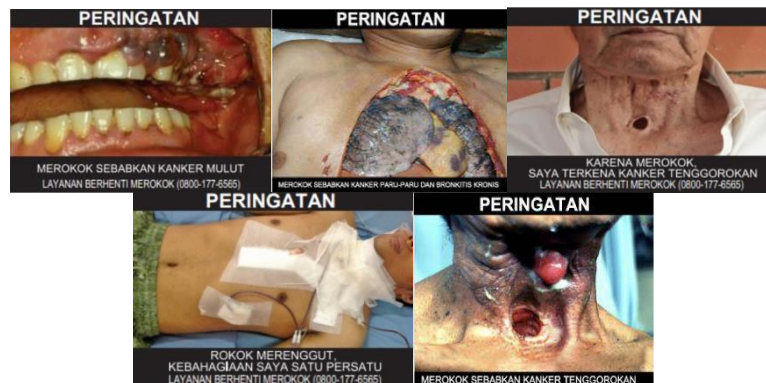 PERINGATAN
MEROKOK SEBABKAN KANKER MULUT
LAYANAN BERHENTI MEROKOK (0800-177-6565)
PERINGATAN
MEROKOK SEBABKAN KANKER PARU-PARU DAN BRONKITIS KRONIS
PERINGATAN
KARENA MEROKOK,
SAYA TERKENA KANKER TENGGOROKAN
LAYANAN BERHENTI MEROKOK (0800-177-6565)
PERINGATAN
ROKOK MERENGGUT,
KEBAHAGIAAN SAYA SATU PERSATU
LAYANAN BERHENTI MEROKOK (0800-177-6565)
PERINGATAN
MEROKOK SEBABKAN KANKER TENGGOROKAN